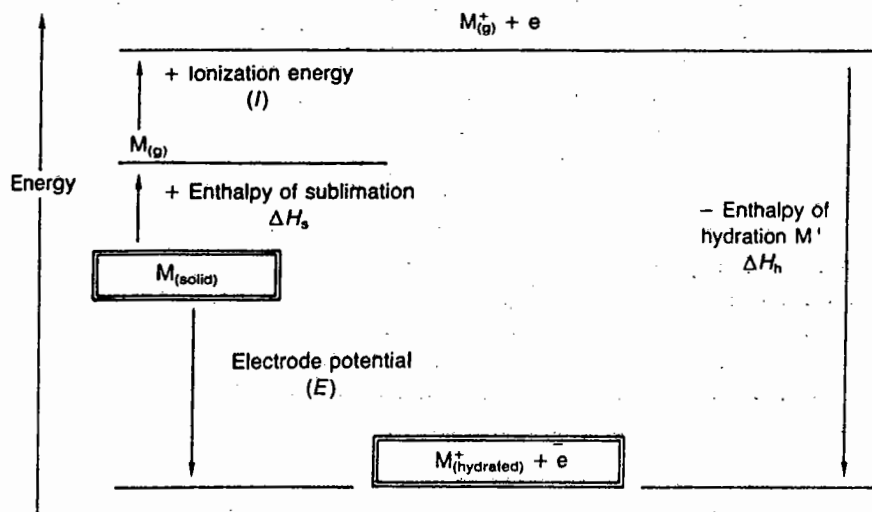 M⁺(g) + e
+ Ionization energy
(I)
M(g)
Energy
+ Enthalpy of sublimation
ΔHₛ
− Enthalpy of
hydration M'
ΔHₕ
M(solid)
Electrode potential
(E)
M⁺(hydrated) + e̅